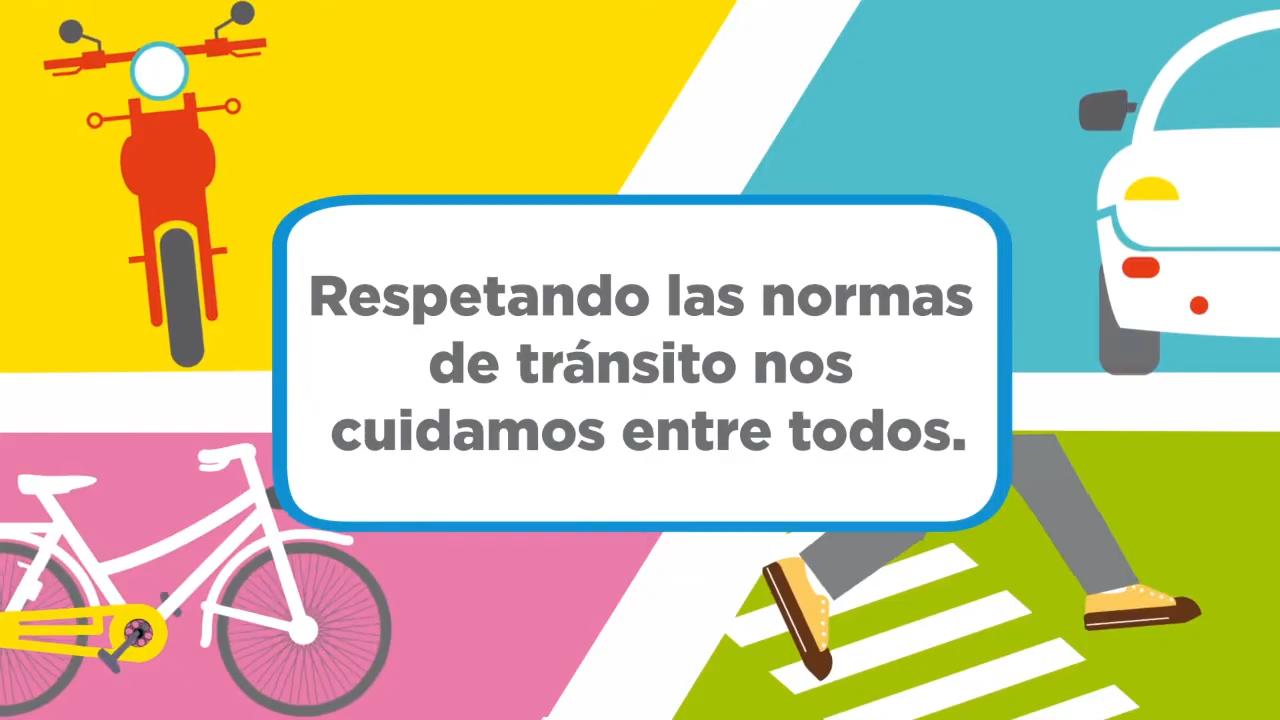 Respetando las normas
de tránsito nos
cuidamos entre todos.